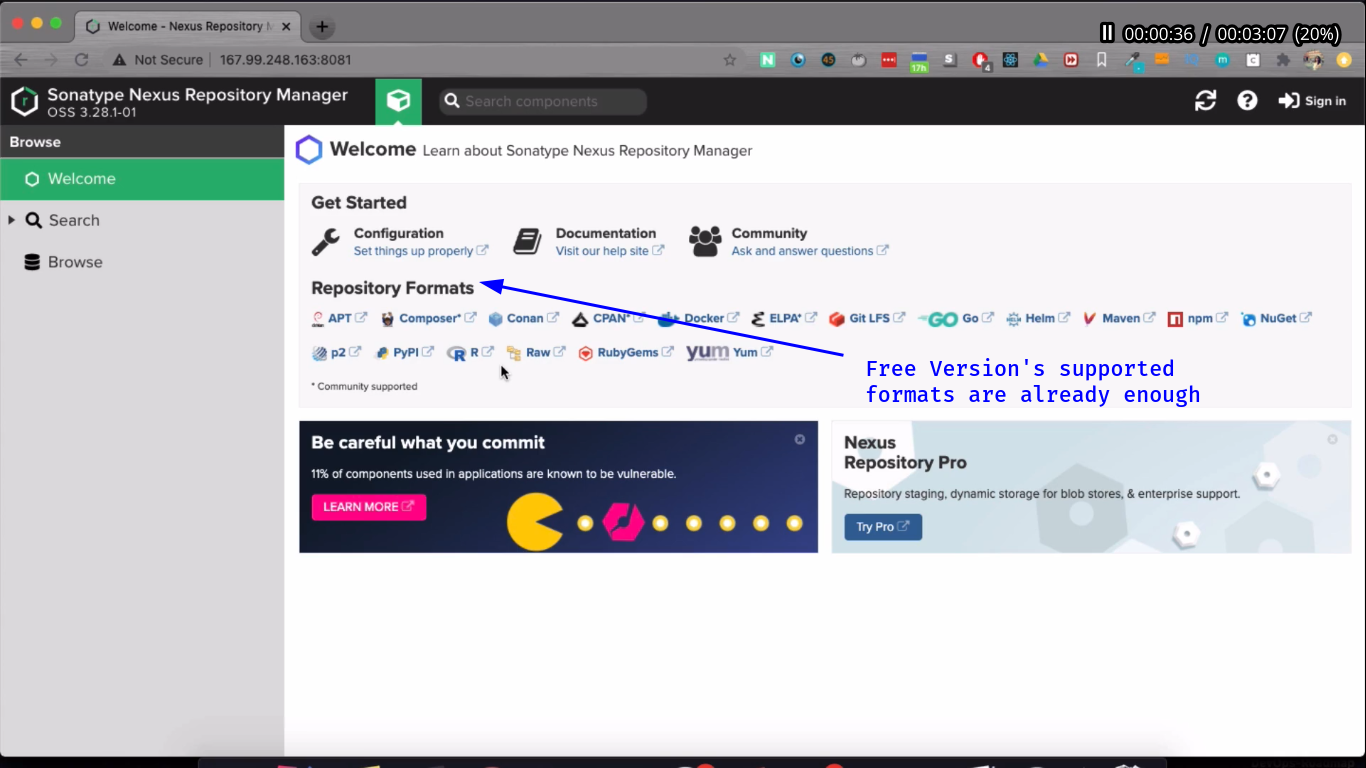 Welcome - Nexus Repository M
00:00:36 / 00:03:07 (20%)
Not Secure 167.99.248.163:8081
45
17h
S
4
m
C
Sonatype Nexus Repository Manager
OSS 3.28.1-01
Search components
Sign in
Browse
Welcome
Search
Browse
Welcome Learn about Sonatype Nexus Repository Manager
Get Started
Configuration
Set things up properly
Documentation
Visit our help site
Community
Ask and answer questions
Repository Formats
APT Composer* Conan CPAN* Docker ELPA* Git LFS GO Go Helm Maven npm NuGet
p2 PyPI R R Raw RubyGems yum Yum
* Community supported
Free Version's supported
formats are already enough
Be careful what you commit
11% of components used in applications are known to be vulnerable.
LEARN MORE
Nexus
Repository Pro
Repository staging, dynamic storage for blob stores, & enterprise support.
Try Pro